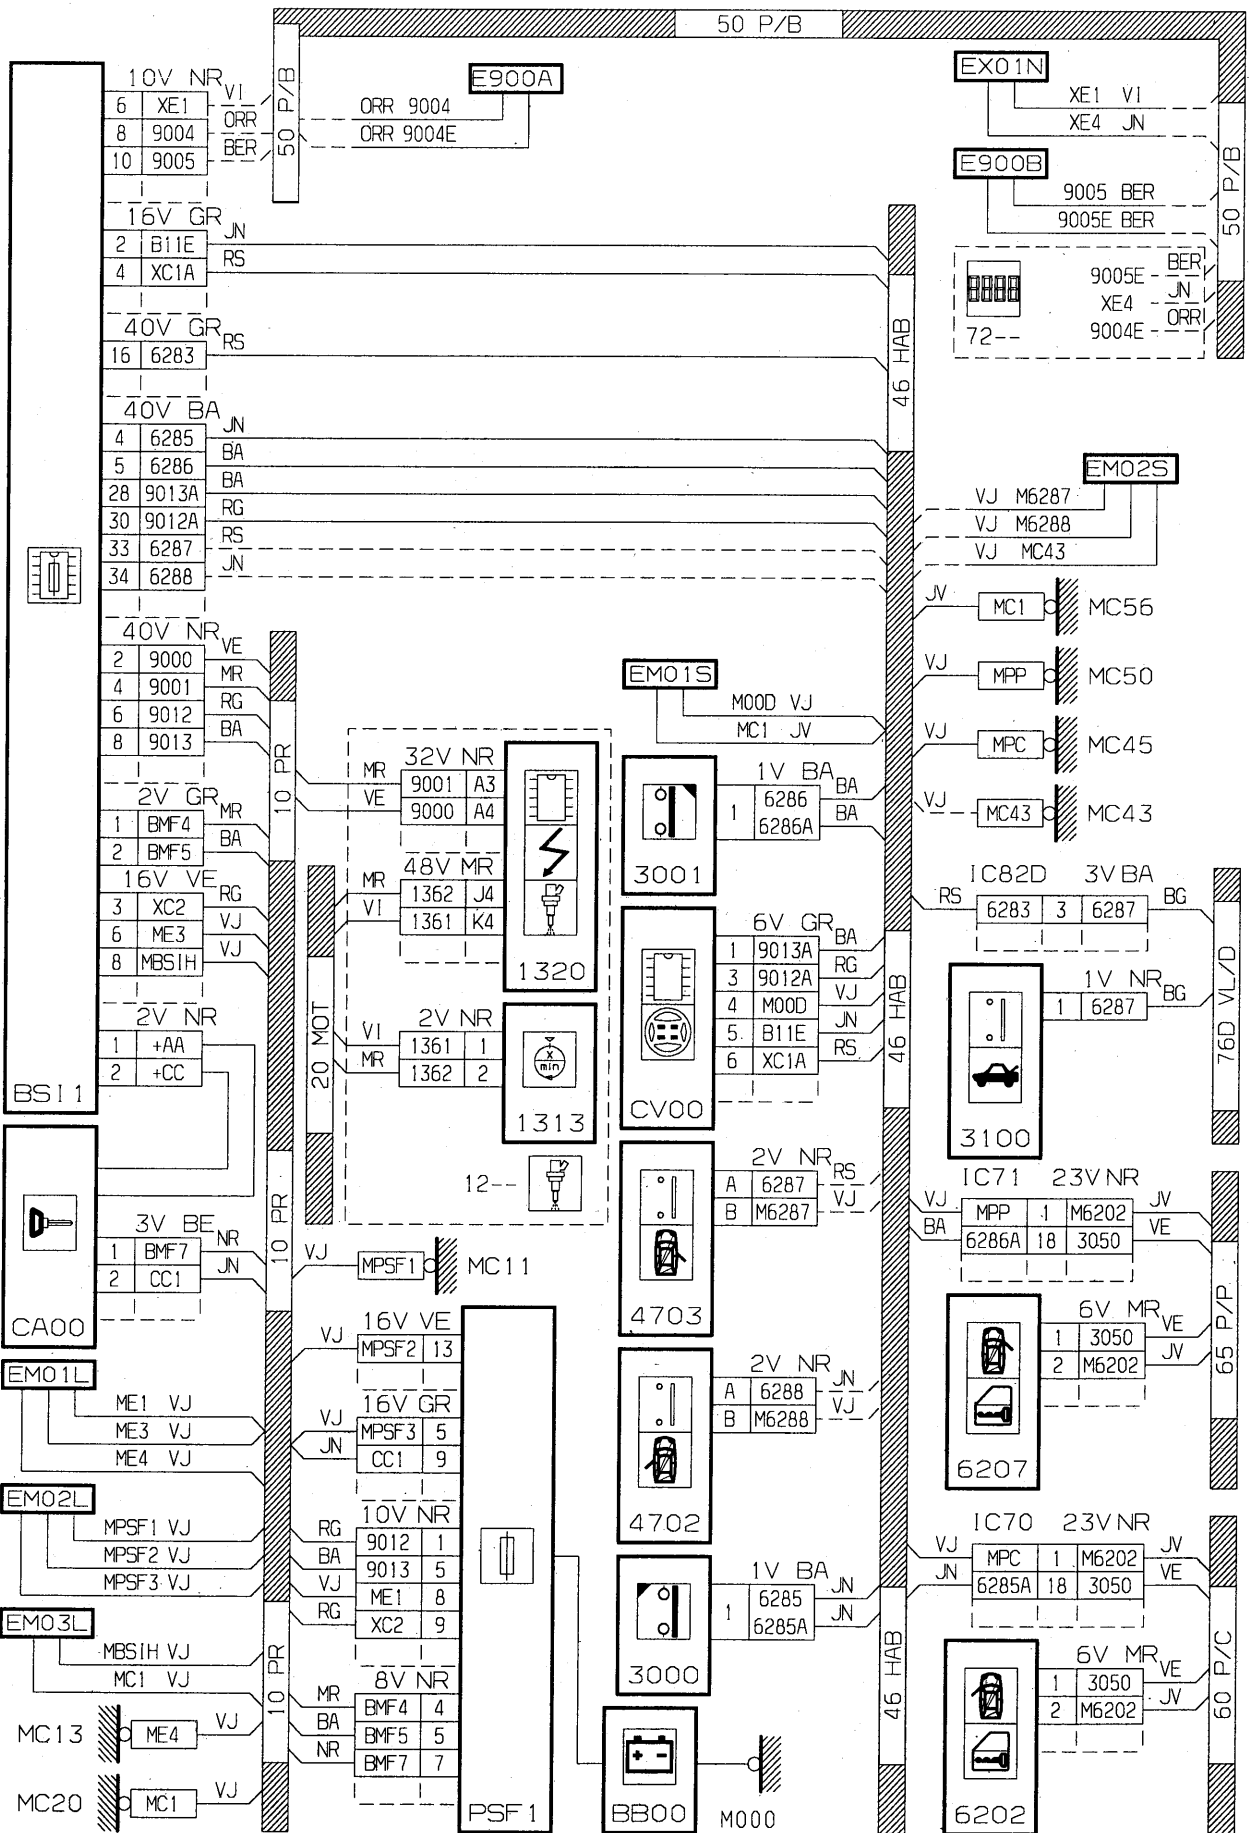 50 P/B
50 P/B
50 P/B
BSI1
10V NR
6 XE1 VI
8 9004 ORR
10 9005 BER
E900A
ORR 9004
ORR 9004E
EX01N
XE1 VI
XE4 JN
E900B
9005 BER
9005E BER
72--
9005E BER
XE4 JN
9004E ORR
16V GR
2 B11E JN
4 XC1A RS
40V GR
16 6283 RS
40V BA
4 6285 JN
5 6286 BA
28 9013A BA
30 9012A RG
33 6287 RS
34 6288 JN
40V NR
2 9000 VE
4 9001 MR
6 9012 RG
8 9013 BA
2V GR
1 BMF4 MR
2 BMF5 BA
16V VE
3 XC2 RG
6 ME3 VJ
8 MBSIH VJ
2V NR
1 +AA
2 +CC
CA00
3V BE
1 BMF7 NR
2 CC1 JN
EM01L
ME1 VJ
ME3 VJ
ME4 VJ
EM02L
MPSF1 VJ
MPSF2 VJ
MPSF3 VJ
EM03L
MBSIH VJ
MC1 VJ
MC13 ME4 VJ
MC20 MC1 VJ
10 PR
10 PR
10 PR
20 MOT
32V NR
MR 9001 A3
VE 9000 A4
48V MR
MR 1362 J4
VI 1361 K4
1320
2V NR
VI 1361 1
MR 1362 2
1313
x
min
12--
VJ MPSF1 MC11
16V VE
VJ MPSF2 13
16V GR
VJ MPSF3 5
JN CC1 9
10V NR
RG 9012 1
BA 9013 5
VJ ME1 8
RG XC2 9
8V NR
MR BMF4 4
BA BMF5 5
NR BMF7 7
PSF1
BB00
+ -
M000
EM01S
M00D VJ
MC1 JV
3001
1V BA
1 6286 BA
6286A BA
CV00
6V GR
1 9013A BA
3 9012A RG
4 M00D VJ
5 B11E JN
6 XC1A RS
4703
2V NR
A 6287 RS
B M6287 VJ
4702
2V NR
A 6288 JN
B M6288 VJ
3000
1V BA
1 6285 JN
6285A JN
46 HAB
46 HAB
46 HAB
EM02S
VJ M6287
VJ M6288
VJ MC43
JV MC1 MC56
VJ MPP MC50
VJ MPC MC45
VJ MC43 MC43
IC82D 3V BA
RS 6283 3 6287 BG
3100
1V NR
1 6287 BG
76D VL/D
IC71 23V NR
VJ MPP 1 M6202 JV
BA 6286A 18 3050 VE
6207
6V MR
1 3050 VE
2 M6202 JV
65 P/P
IC70 23V NR
VJ MPC 1 M6202 JV
JN 6285A 18 3050 VE
6202
6V MR
1 3050 VE
2 M6202 JV
60 P/C